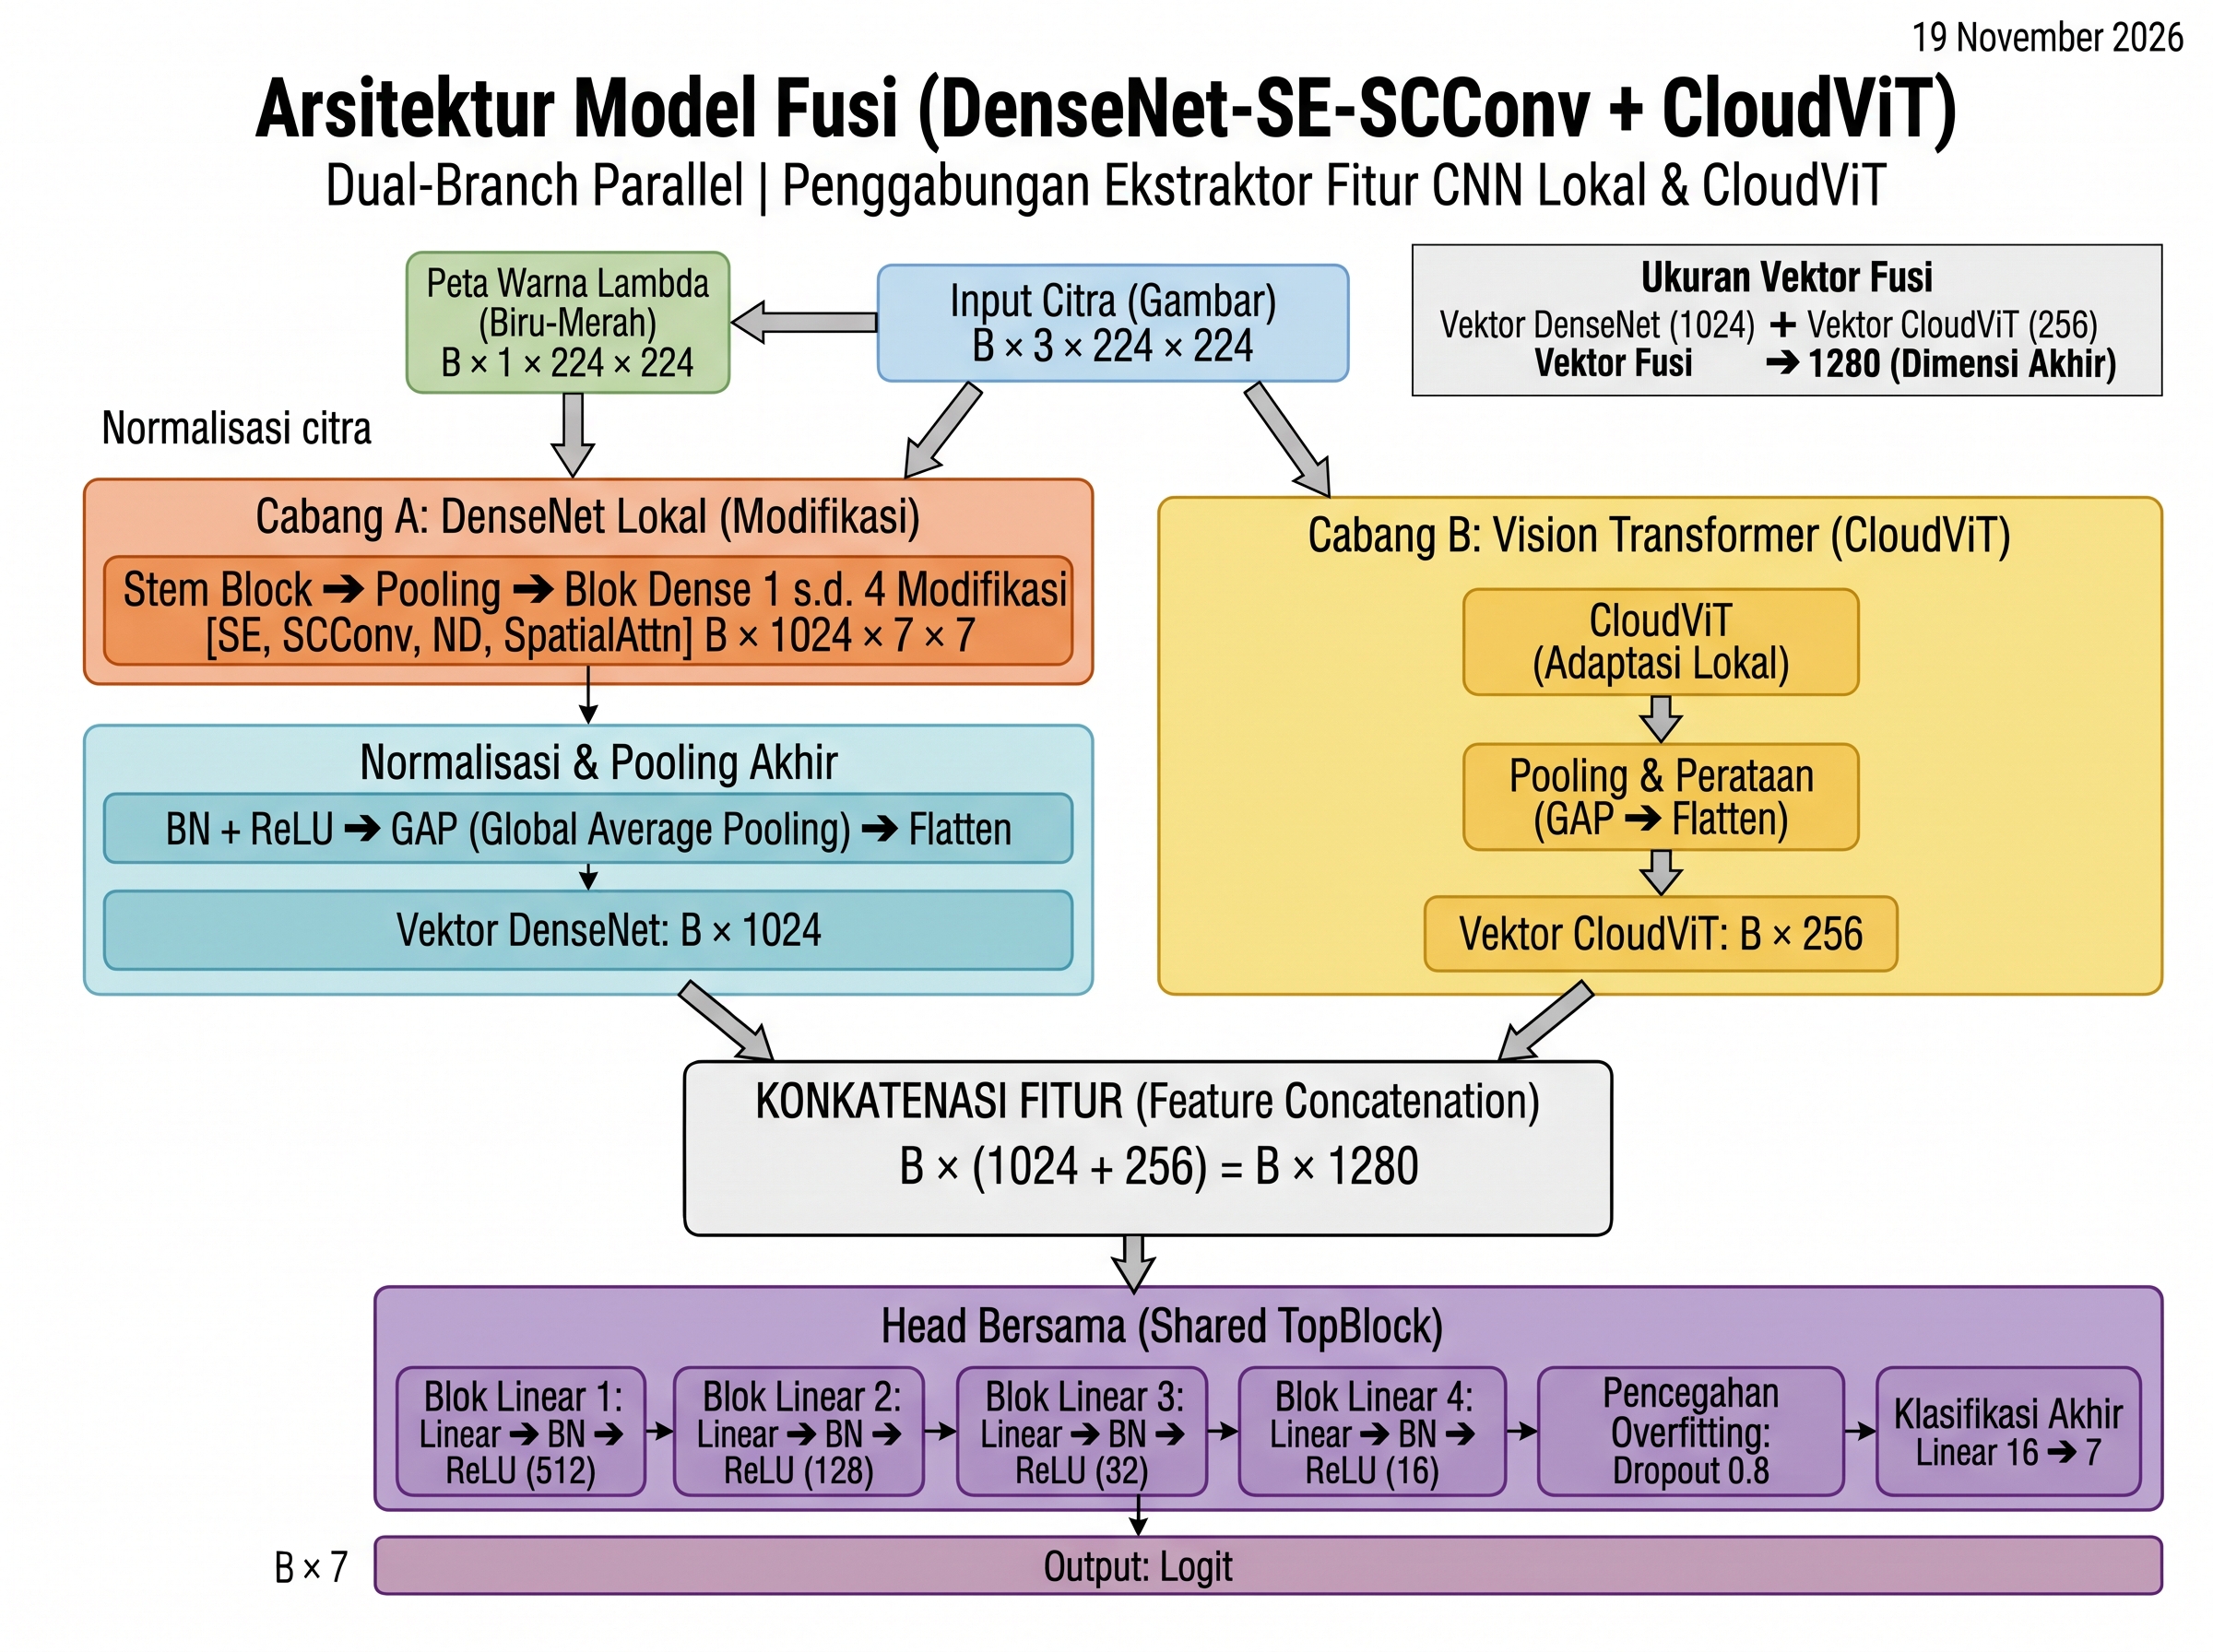 19 November 2026
Arsitektur Model Fusi (DenseNet-SE-SCConv + CloudViT)
Dual-Branch Parallel | Penggabungan Ekstraktor Fitur CNN Lokal & CloudViT
Peta Warna Lambda
(Biru-Merah)
B × 1 × 224 × 224
Input Citra (Gambar)
B × 3 × 224 × 224
Ukuran Vektor Fusi
Vektor DenseNet (1024) + Vektor CloudViT (256)
Vektor Fusi → 1280 (Dimensi Akhir)
Normalisasi citra
Cabang A: DenseNet Lokal (Modifikasi)
Stem Block → Pooling → Blok Dense 1 s.d. 4 Modifikasi
[SE, SCConv, ND, SpatialAttn] B × 1024 × 7 × 7
Normalisasi & Pooling Akhir
BN + ReLU → GAP (Global Average Pooling) → Flatten
Vektor DenseNet: B × 1024
Cabang B: Vision Transformer (CloudViT)
CloudViT
(Adaptasi Lokal)
Pooling & Perataan
(GAP → Flatten)
Vektor CloudViT: B × 256
KONKATENASI FITUR (Feature Concatenation)
B × (1024 + 256) = B × 1280
Head Bersama (Shared TopBlock)
Blok Linear 1:
Linear → BN →
ReLU (512)
Blok Linear 2:
Linear → BN →
ReLU (128)
Blok Linear 3:
Linear → BN →
ReLU (32)
Blok Linear 4:
Linear → BN →
ReLU (16)
Pencegahan
Overfitting:
Dropout 0.8
Klasifikasi Akhir
Linear 16 → 7
B × 7
Output: Logit